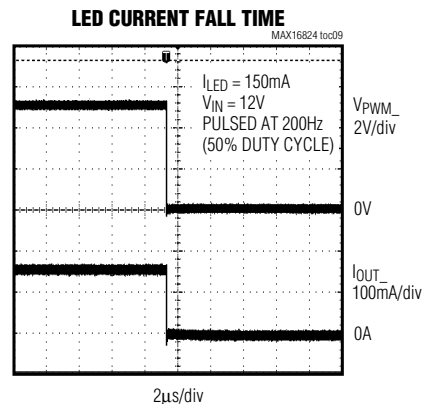 LED CURRENT FALL TIME
MAX16824 toc09
T
ILED = 150mA
VIN = 12V
PULSED AT 200Hz
(50% DUTY CYCLE)
VPWM_
2V/div
0V
IOUT_
100mA/div
0A
2µs/div